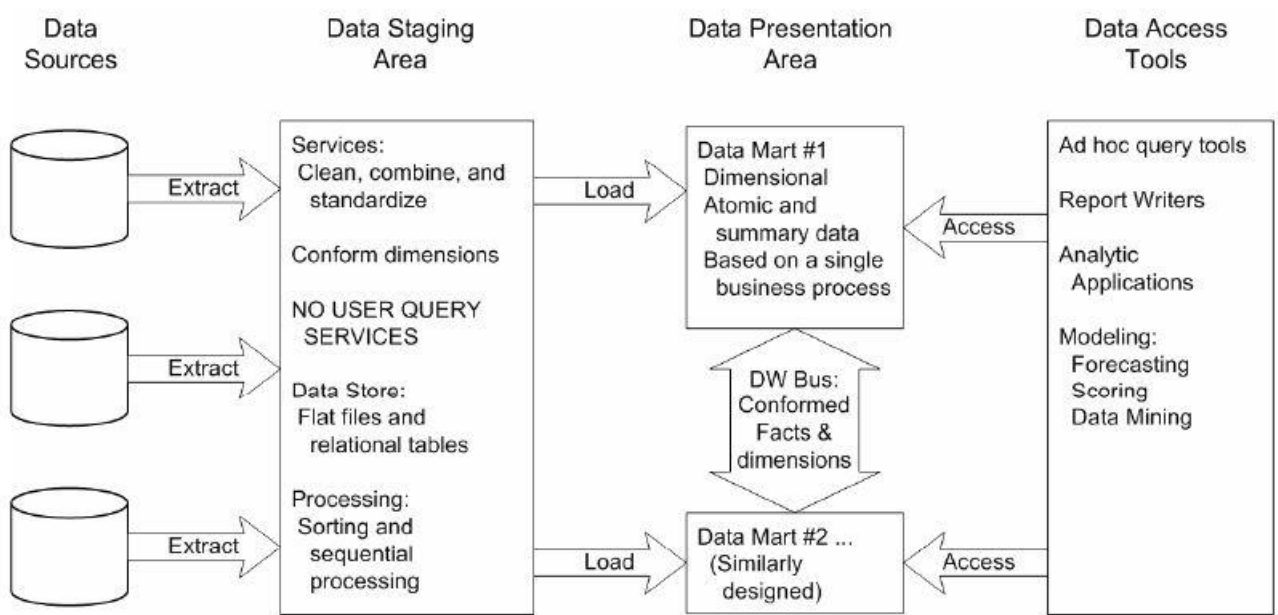 Data
Sources
Data Staging
Area
Data Presentation
Area
Data Access
Tools
Extract
Extract
Extract
Services:
Clean, combine, and
standardize
Conform dimensions
NO USER QUERY
SERVICES
Data Store:
Flat files and
relational tables
Processing:
Sorting and
sequential
processing
Load
Load
Data Mart #1
Dimensional
Atomic and
summary data
Based on a single
business process
DW Bus:
Conformed
Facts &
dimensions
Data Mart #2 ...
(Similarly
designed)
Access
Access
Ad hoc query tools
Report Writers
Analytic
Applications
Modeling:
Forecasting
Scoring
Data Mining